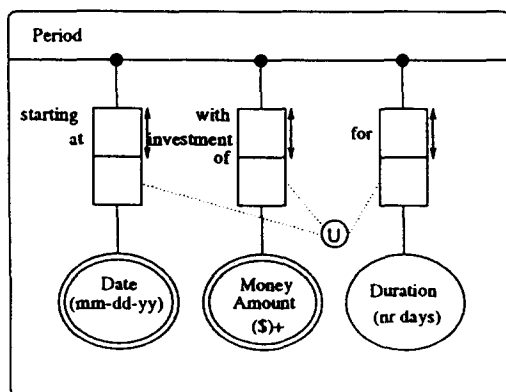 Period
starting at
with investment of
for
U
Date
(mm-dd-yy)
Money
Amount
($)+
Duration
(nr days)